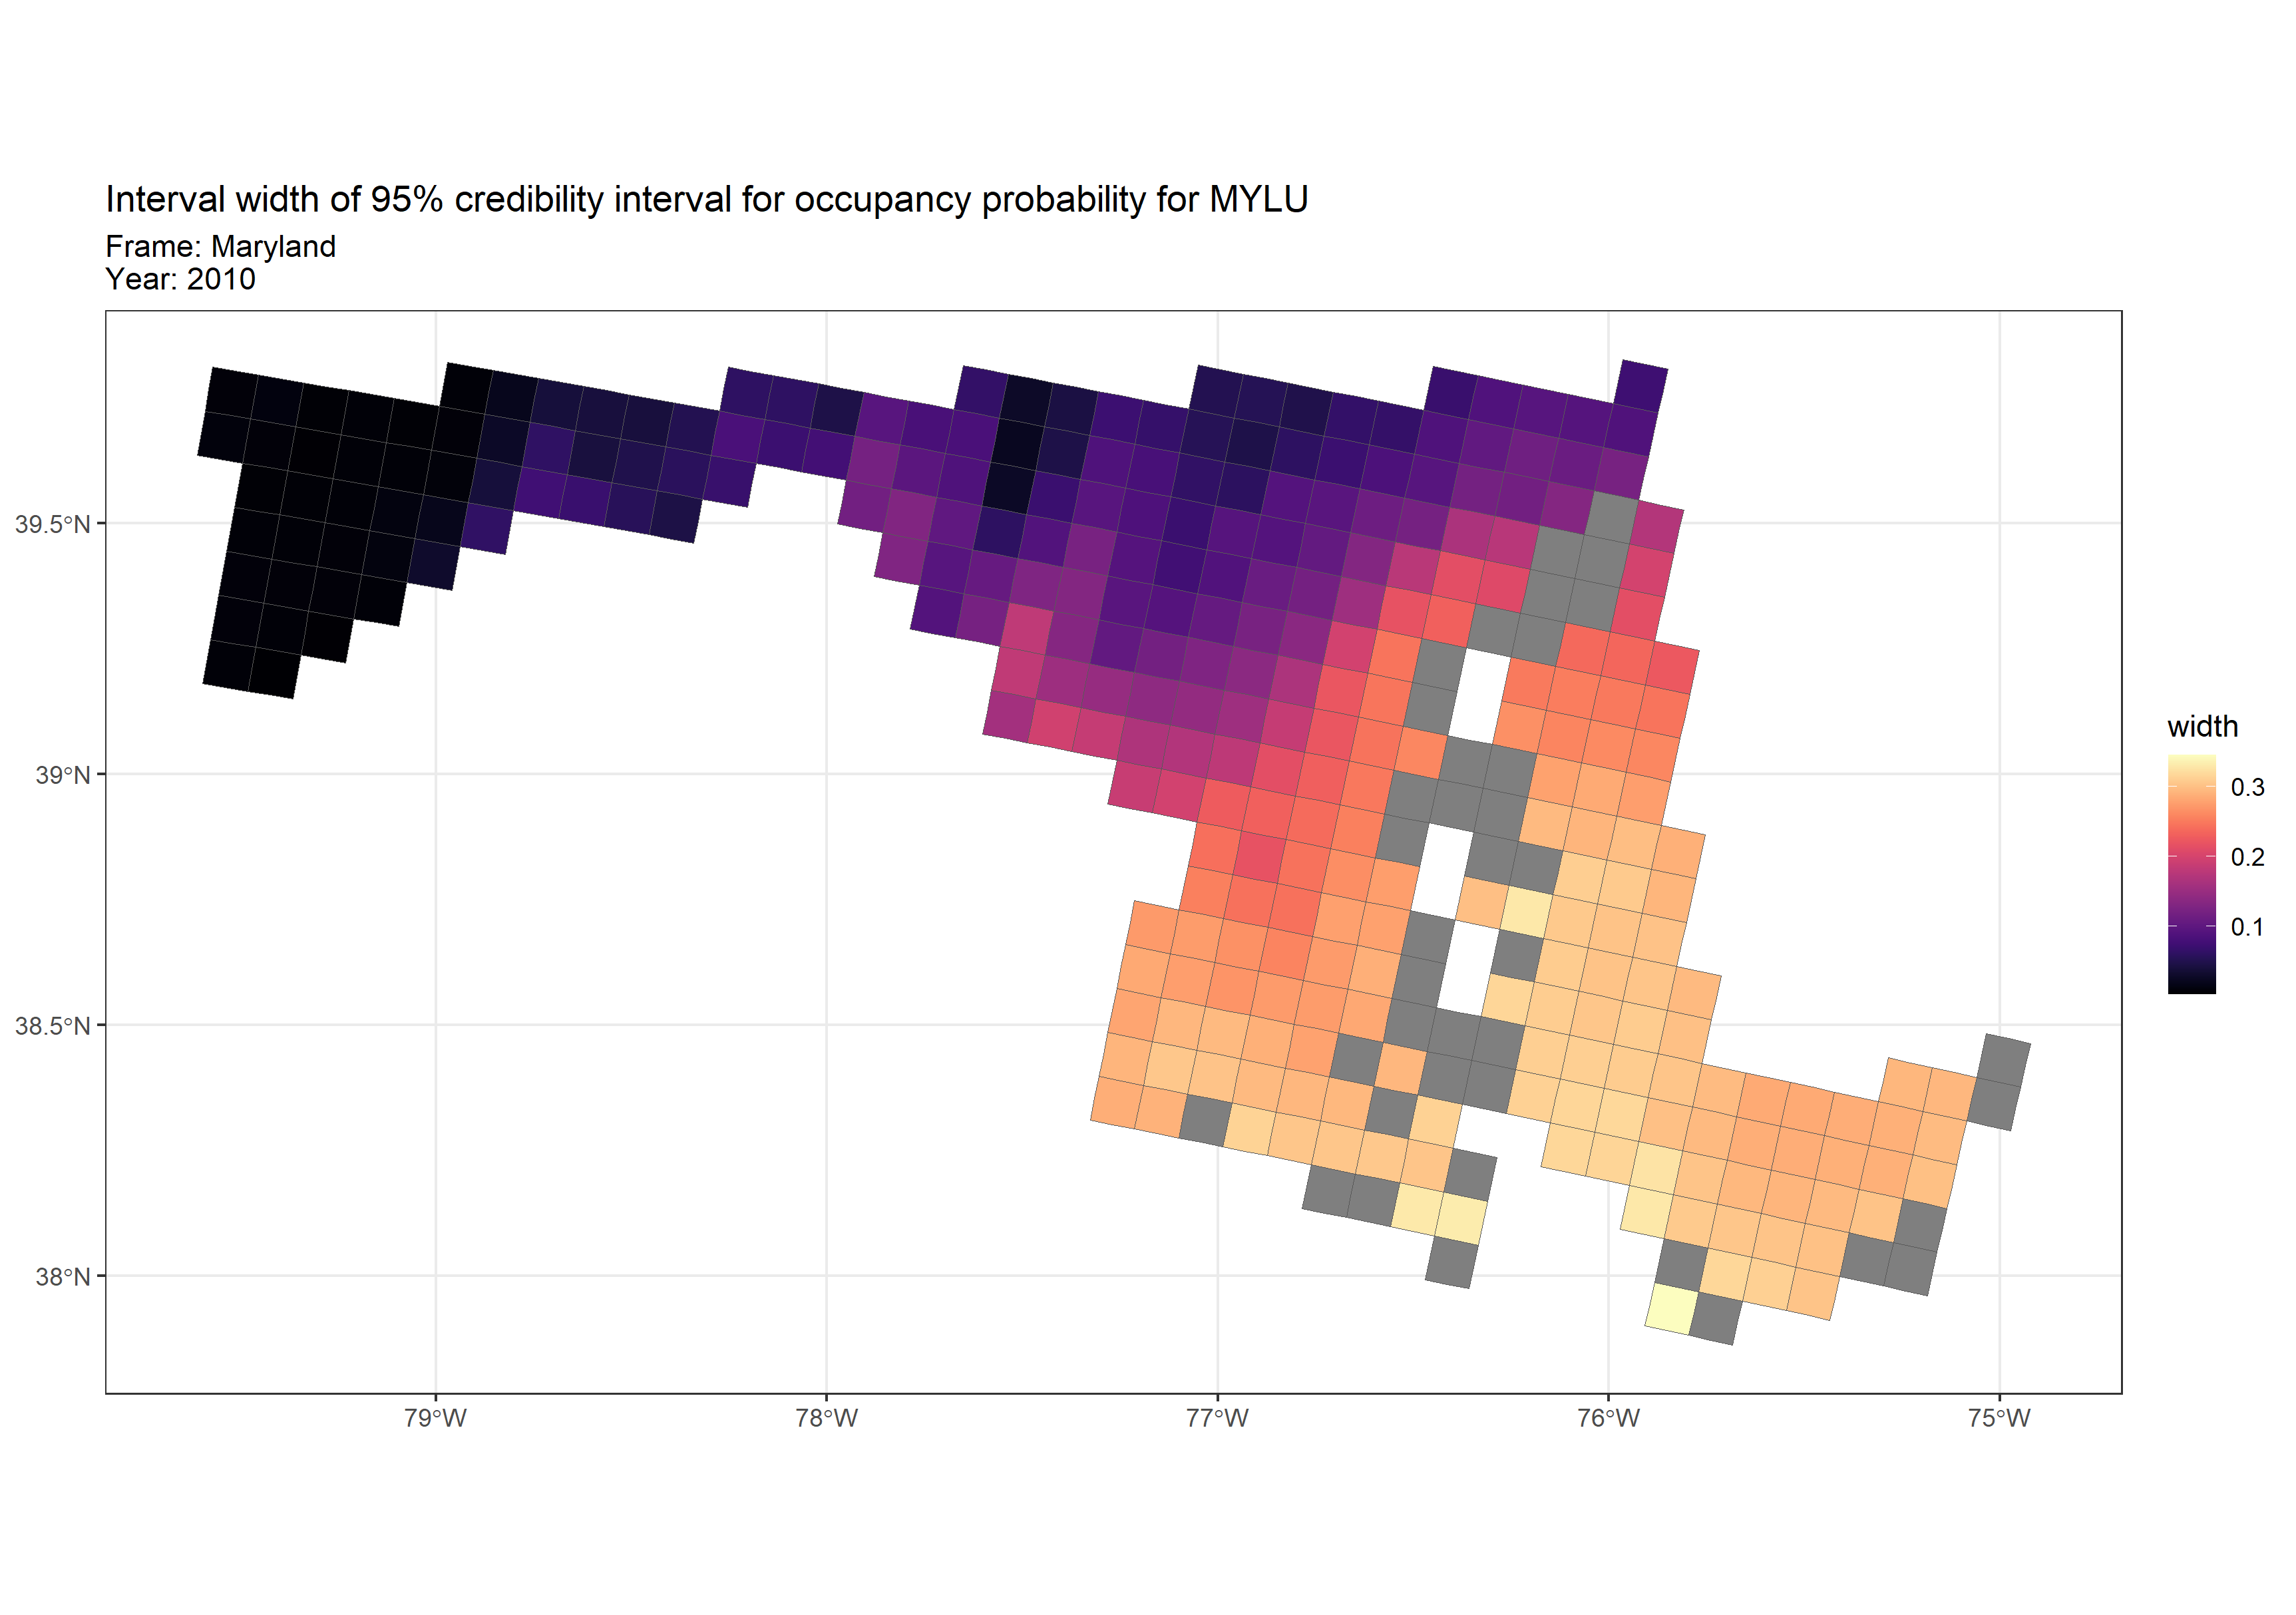 Interval width of 95% credibility interval for occupancy probability for MYLU
Frame: Maryland
Year: 2010
39.5°N
39°N
38.5°N
38°N
79°W
78°W
77°W
76°W
75°W
width
0.3
0.2
0.1